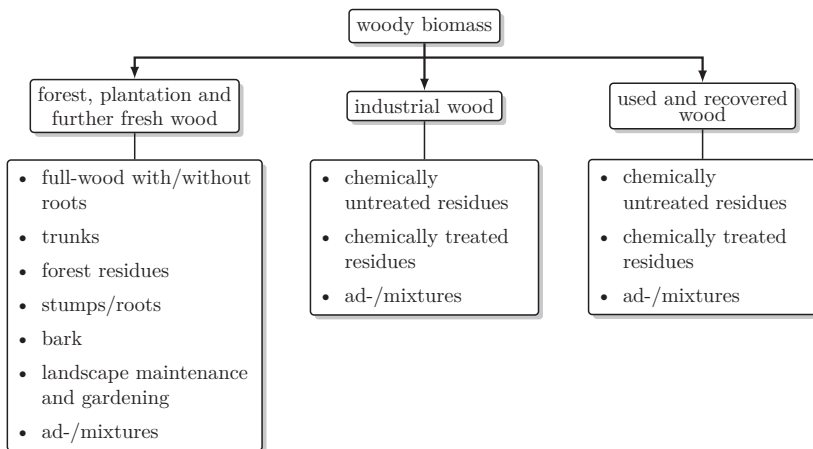 woody biomass
forest, plantation and
further fresh wood
industrial wood
used and recovered
wood
• full-wood with/without
roots
• trunks
• forest residues
• stumps/roots
• bark
• landscape maintenance
and gardening
• ad-/mixtures
• chemically
untreated residues
• chemically treated
residues
• ad-/mixtures
• chemically
untreated residues
• chemically treated
residues
• ad-/mixtures